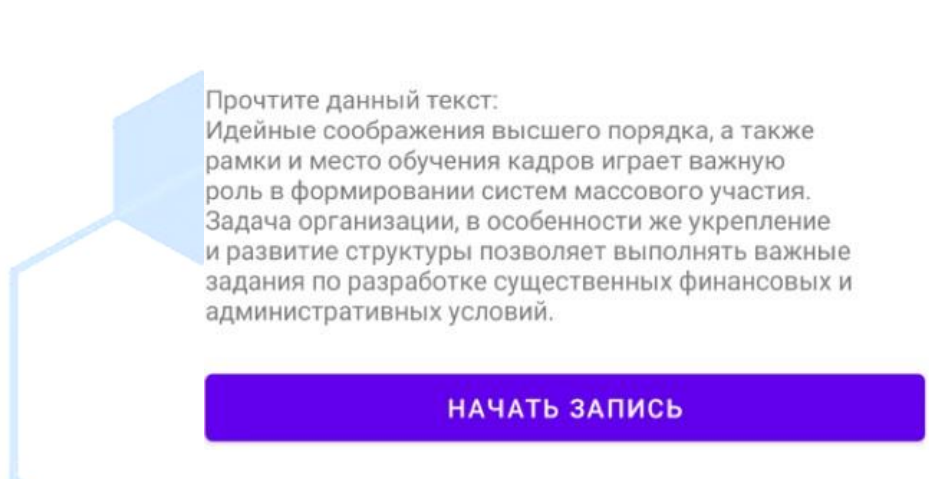 Прочтите данный текст:
Идейные соображения высшего порядка, а также
рамки и место обучения кадров играет важную
роль в формировании систем массового участия.
Задача организации, в особенности же укрепление
и развитие структуры позволяет выполнять важные
задания по разработке существенных финансовых и
административных условий.
НАЧАТЬ ЗАПИСЬ